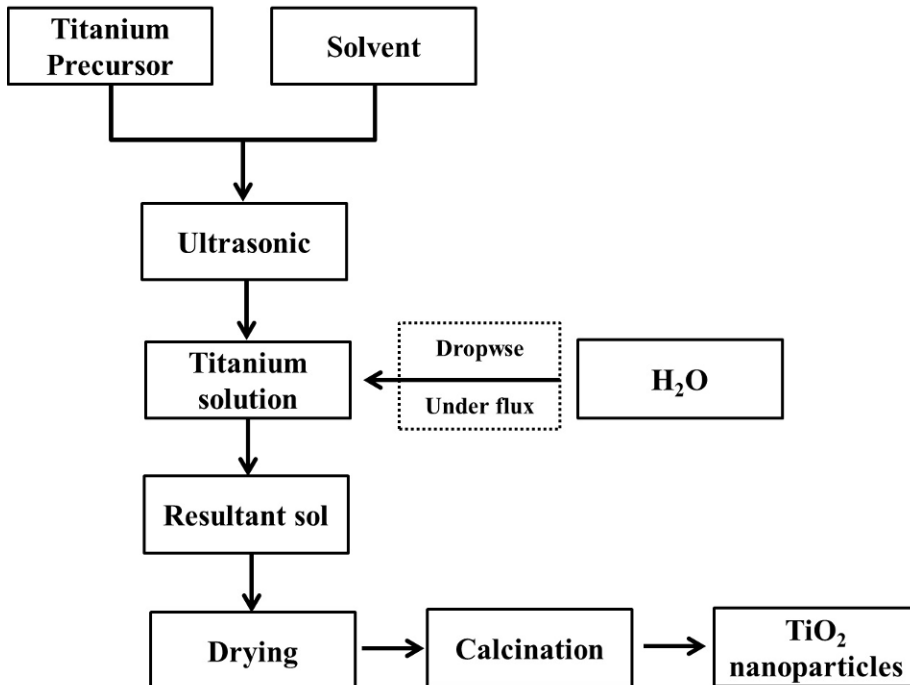 Titanium
Precursor
Solvent
Ultrasonic
Titanium
solution
Dropwse
Under flux
H₂O
Resultant sol
Drying
Calcination
TiO₂
nanoparticles